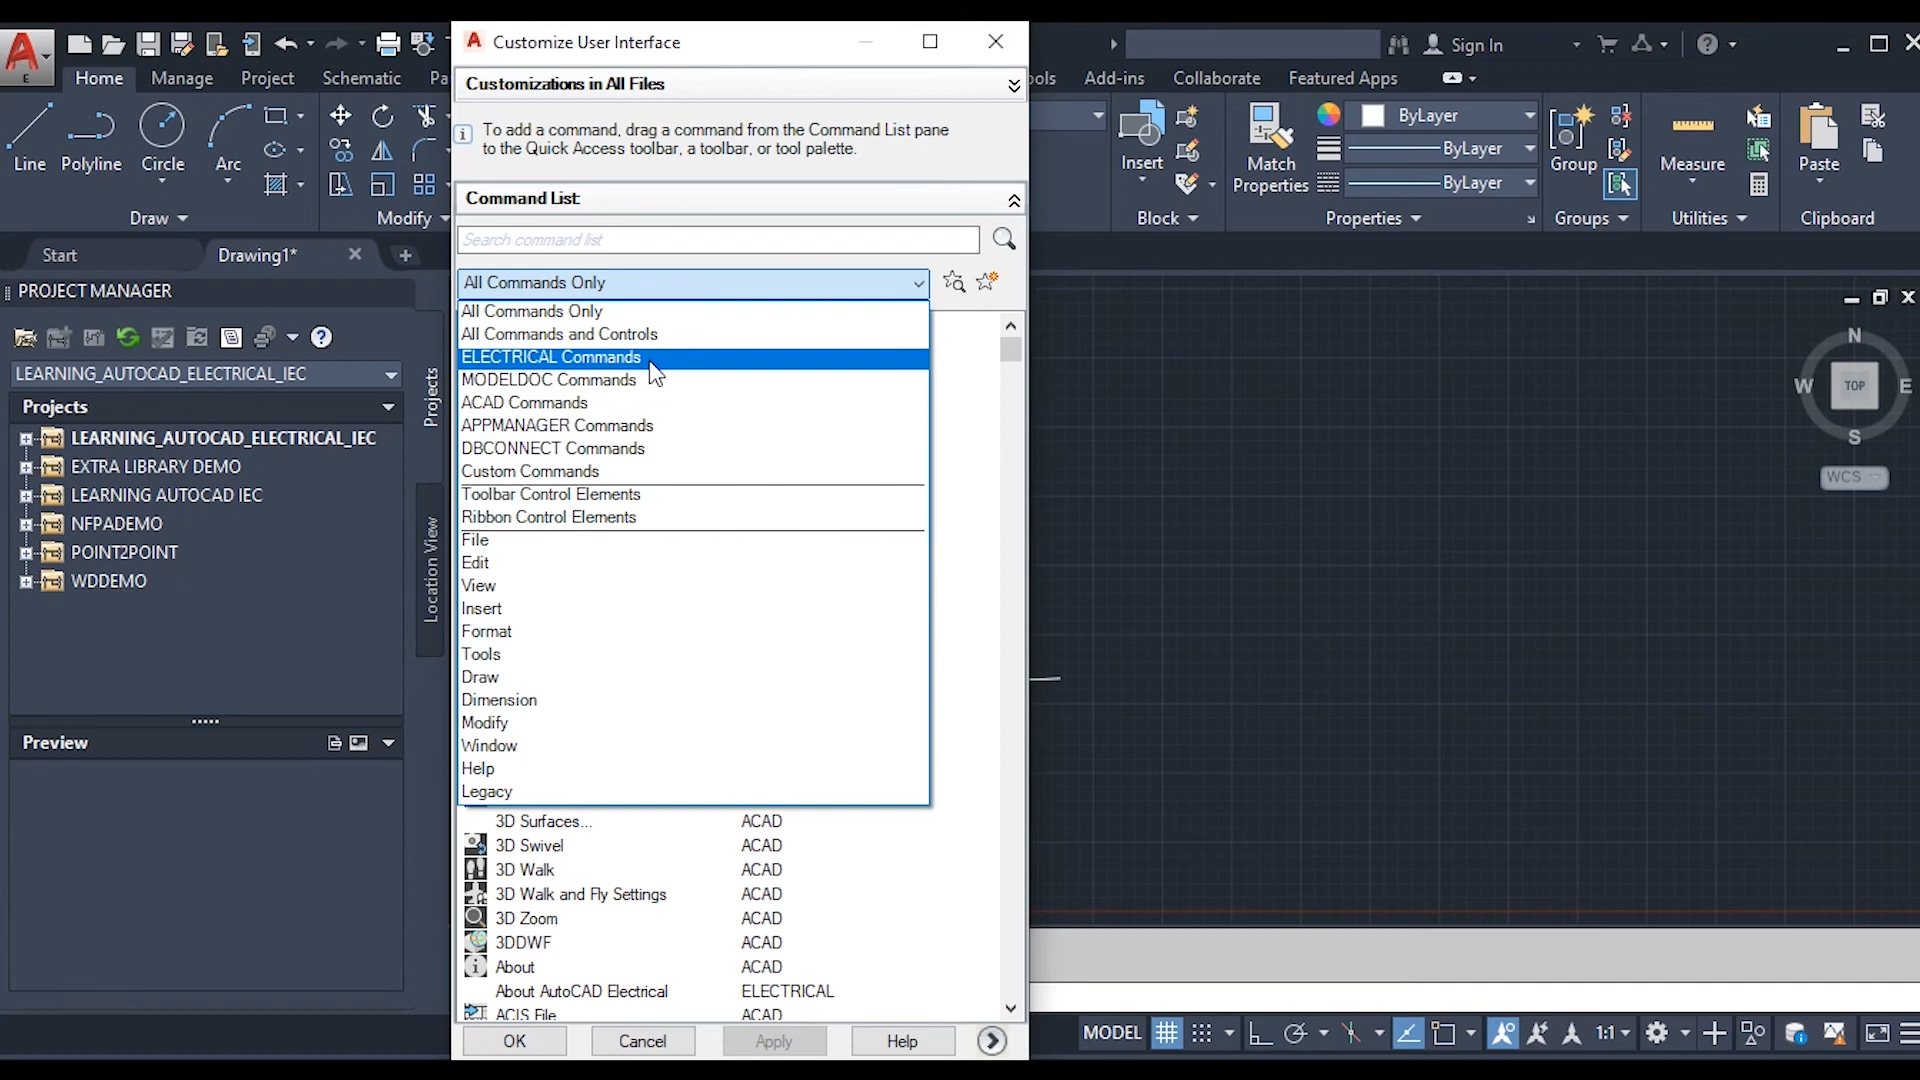 E
Customize User Interface
Sign In
Home
Manage
Project
Schematic
Pa
Customizations in All Files
ols
Add-ins
Collaborate
Featured Apps
To add a command, drag a command from the Command List pane
to the Quick Access toolbar, a toolbar, or tool palette.
Line
Polyline
Circle
Arc
Draw
Modify
Insert
Block
Match
Properties
ByLayer
ByLayer
ByLayer
Properties
Group
Groups
Measure
Utilities
Paste
Clipboard
Command List:
Search command list
Start
Drawing1*
PROJECT MANAGER
LEARNING_AUTOCAD_ELECTRICAL_IEC
Projects
LEARNING_AUTOCAD_ELECTRICAL_IEC
EXTRA LIBRARY DEMO
LEARNING AUTOCAD IEC
NFPADEMO
POINT2POINT
WDDEMO
Projects
Location View
Preview
All Commands Only
All Commands Only
All Commands and Controls
ELECTRICAL Commands
MODELDOC Commands
ACAD Commands
APPMANAGER Commands
DBCONNECT Commands
Custom Commands
Toolbar Control Elements
Ribbon Control Elements
File
Edit
View
Insert
Format
Tools
Draw
Dimension
Modify
Window
Help
Legacy
3D Surfaces... ACAD
3D Swivel ACAD
3D Walk ACAD
3D Walk and Fly Settings ACAD
3D Zoom ACAD
3DDWF ACAD
About ACAD
About AutoCAD Electrical ELECTRICAL
ACIS File ACAD
OK
Cancel
Apply
Help
N
W
TOP
E
S
WCS
MODEL
1:1